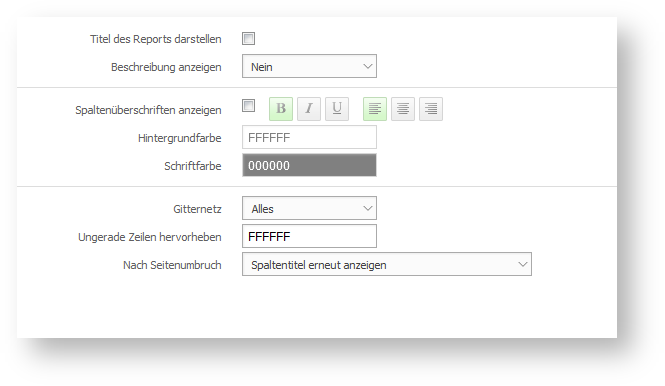 Titel des Reports darstellen
Beschreibung anzeigen Nein
Spaltenüberschriften anzeigen B I U
Hintergrundfarbe FFFFFF
Schriftfarbe 000000
Gitternetz Alles
Ungerade Zeilen hervorheben FFFFFF
Nach Seitenumbruch Spaltentitel erneut anzeigen